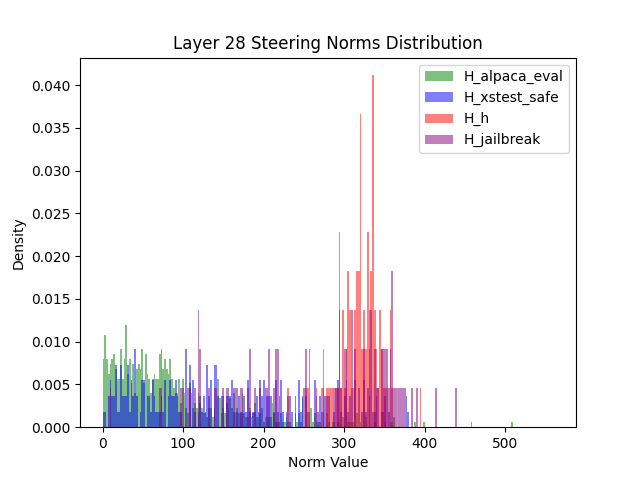 Layer 28 Steering Norms Distribution
H_alpaca_eval
H_xstest_safe
H_h
H_jailbreak
0.040
0.035
0.030
0.025
0.020
0.015
0.010
0.005
0.000
Density
0 100 200 300 400 500
Norm Value